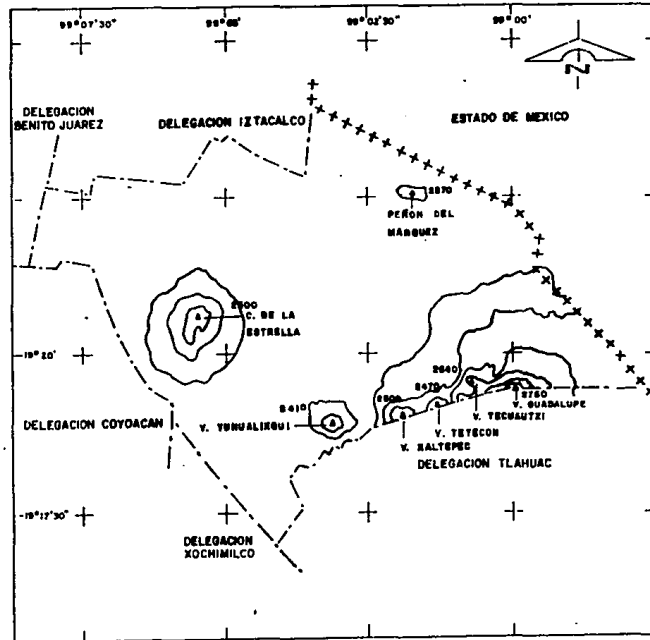 99° 07' 30" 99° 05' 99° 02' 30" 99° 00'
N
DELEGACION
BENITO JUAREZ
DELEGACION IZTACALCO
ESTADO DE MEXICO
2370
PEÑON DEL
MARQUEZ
2500
C. DE LA
ESTRELLA
19° 20'
2640
2410
2500
2470
2750
V. GUADALUPE
DELEGACION COYOACAN
V. YUHUALIXQUI
V. TECUAUTZI
V. TETECON
V. XALTEPEC
DELEGACION TLAHUAC
19° 17' 30"
DELEGACION
XOCHIMILCO